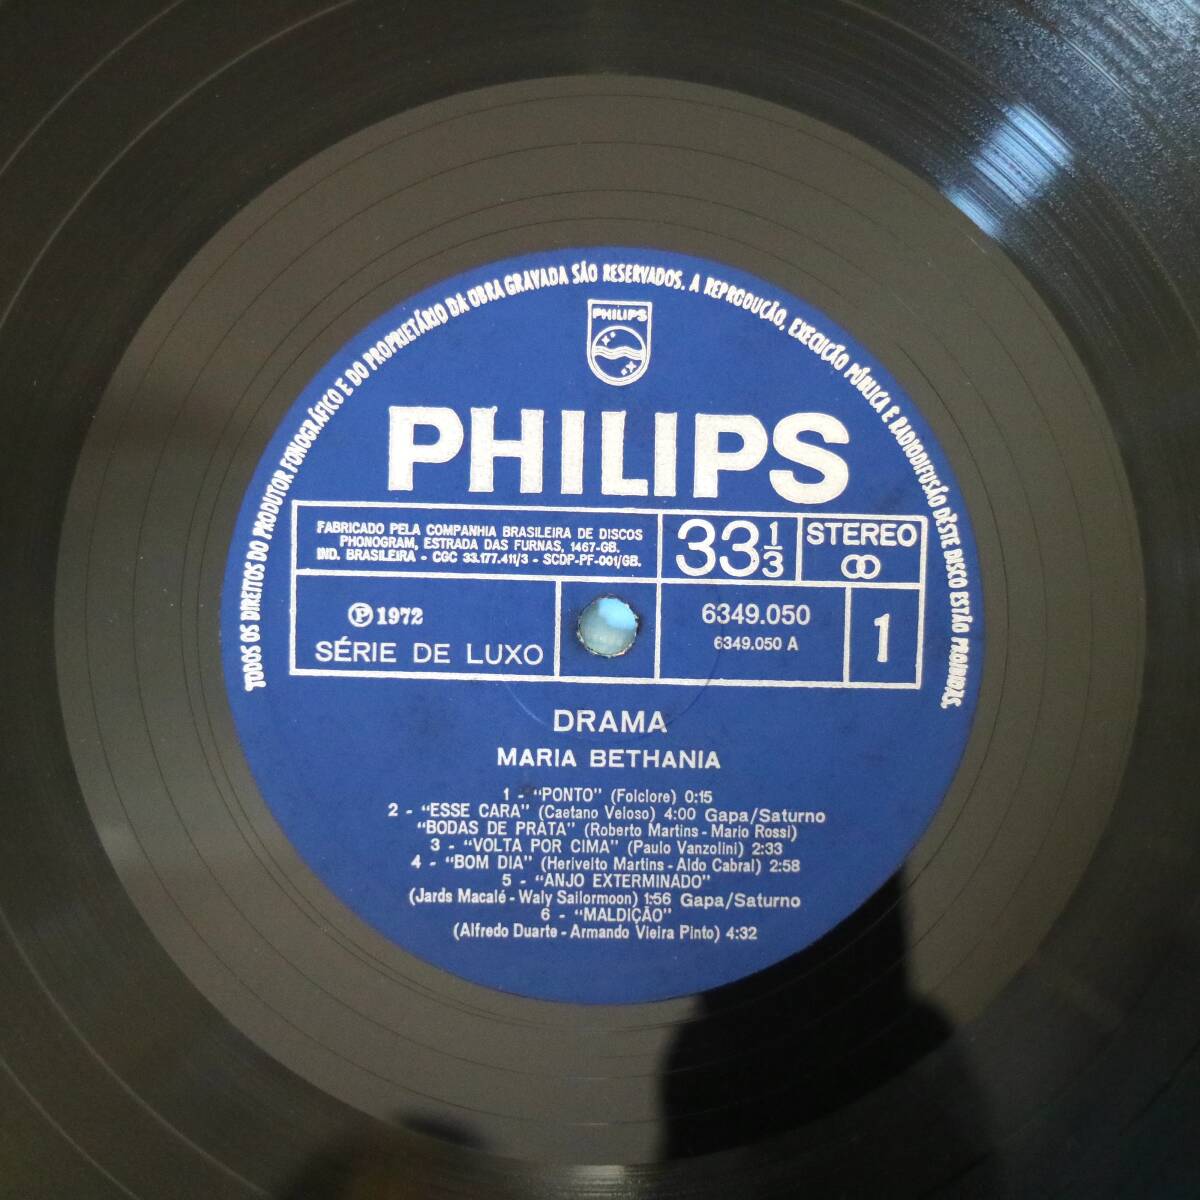 TODOS OS DIREITOS DO PRODUTOR FONOGRÁFICO E DO PROPRIETÁRIO DA OBRA GRAVADA SÃO RESERVADOS. A REPRODUÇÃO, EXECUCÃO PÚBLICA E RADIODIFUSÃO DÊSTE DISCO ESTÃO PROIBIDAS.
PHILIPS
PHILIPS
FABRICADO PELA COMPANHIA BRASILEIRA DE DISCOS
PHONOGRAM, ESTRADA DAS FURNAS, 1467-GB.
IND. BRASILEIRA - CGC 33.177.411/3 - SCDP-PF-001/GB.
33 1/3
STEREO
Ⓟ 1972
SÉRIE DE LUXO
6349.050
6349.050 A
1
DRAMA
MARIA BETHANIA
1 - "PONTO" (Folclore) 0:15
2 - "ESSE CARA" (Caetano Veloso) 4:00 Gapa/Saturno
"BODAS DE PRATA" (Roberto Martins - Mario Rossi)
3 - "VOLTA POR CIMA" (Paulo Vanzolini) 2:33
4 - "BOM DIA" (Herivelto Martins - Aldo Cabral) 2:58
5 - "ANJO EXTERMINADO"
(Jards Macalé - Waly Sailormoon) 1:56 Gapa/Saturno
6 - "MALDIÇÃO"
(Alfredo Duarte - Armando Vieira Pinto) 4:32